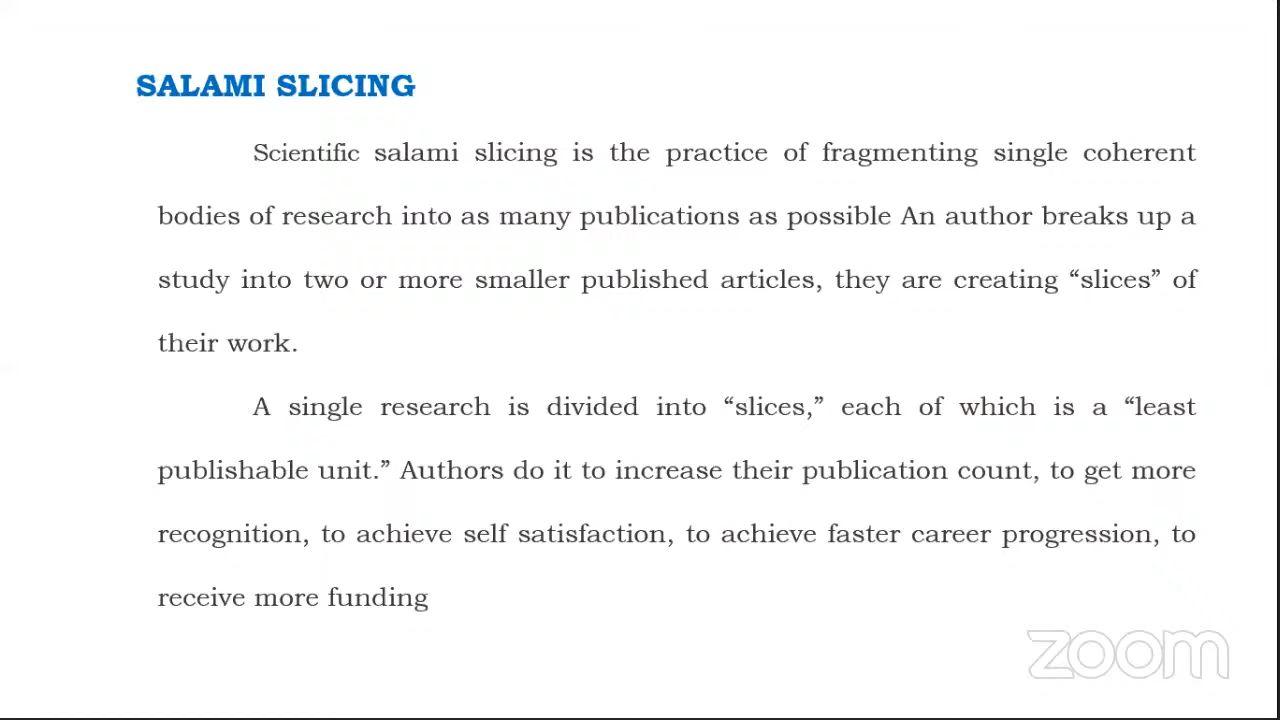 SALAMI SLICING
Scientific salami slicing is the practice of fragmenting single coherent
bodies of research into as many publications as possible An author breaks up a
study into two or more smaller published articles, they are creating “slices” of
their work.
A single research is divided into “slices,” each of which is a “least
publishable unit.” Authors do it to increase their publication count, to get more
recognition, to achieve self satisfaction, to achieve faster career progression, to
receive more funding
zoom